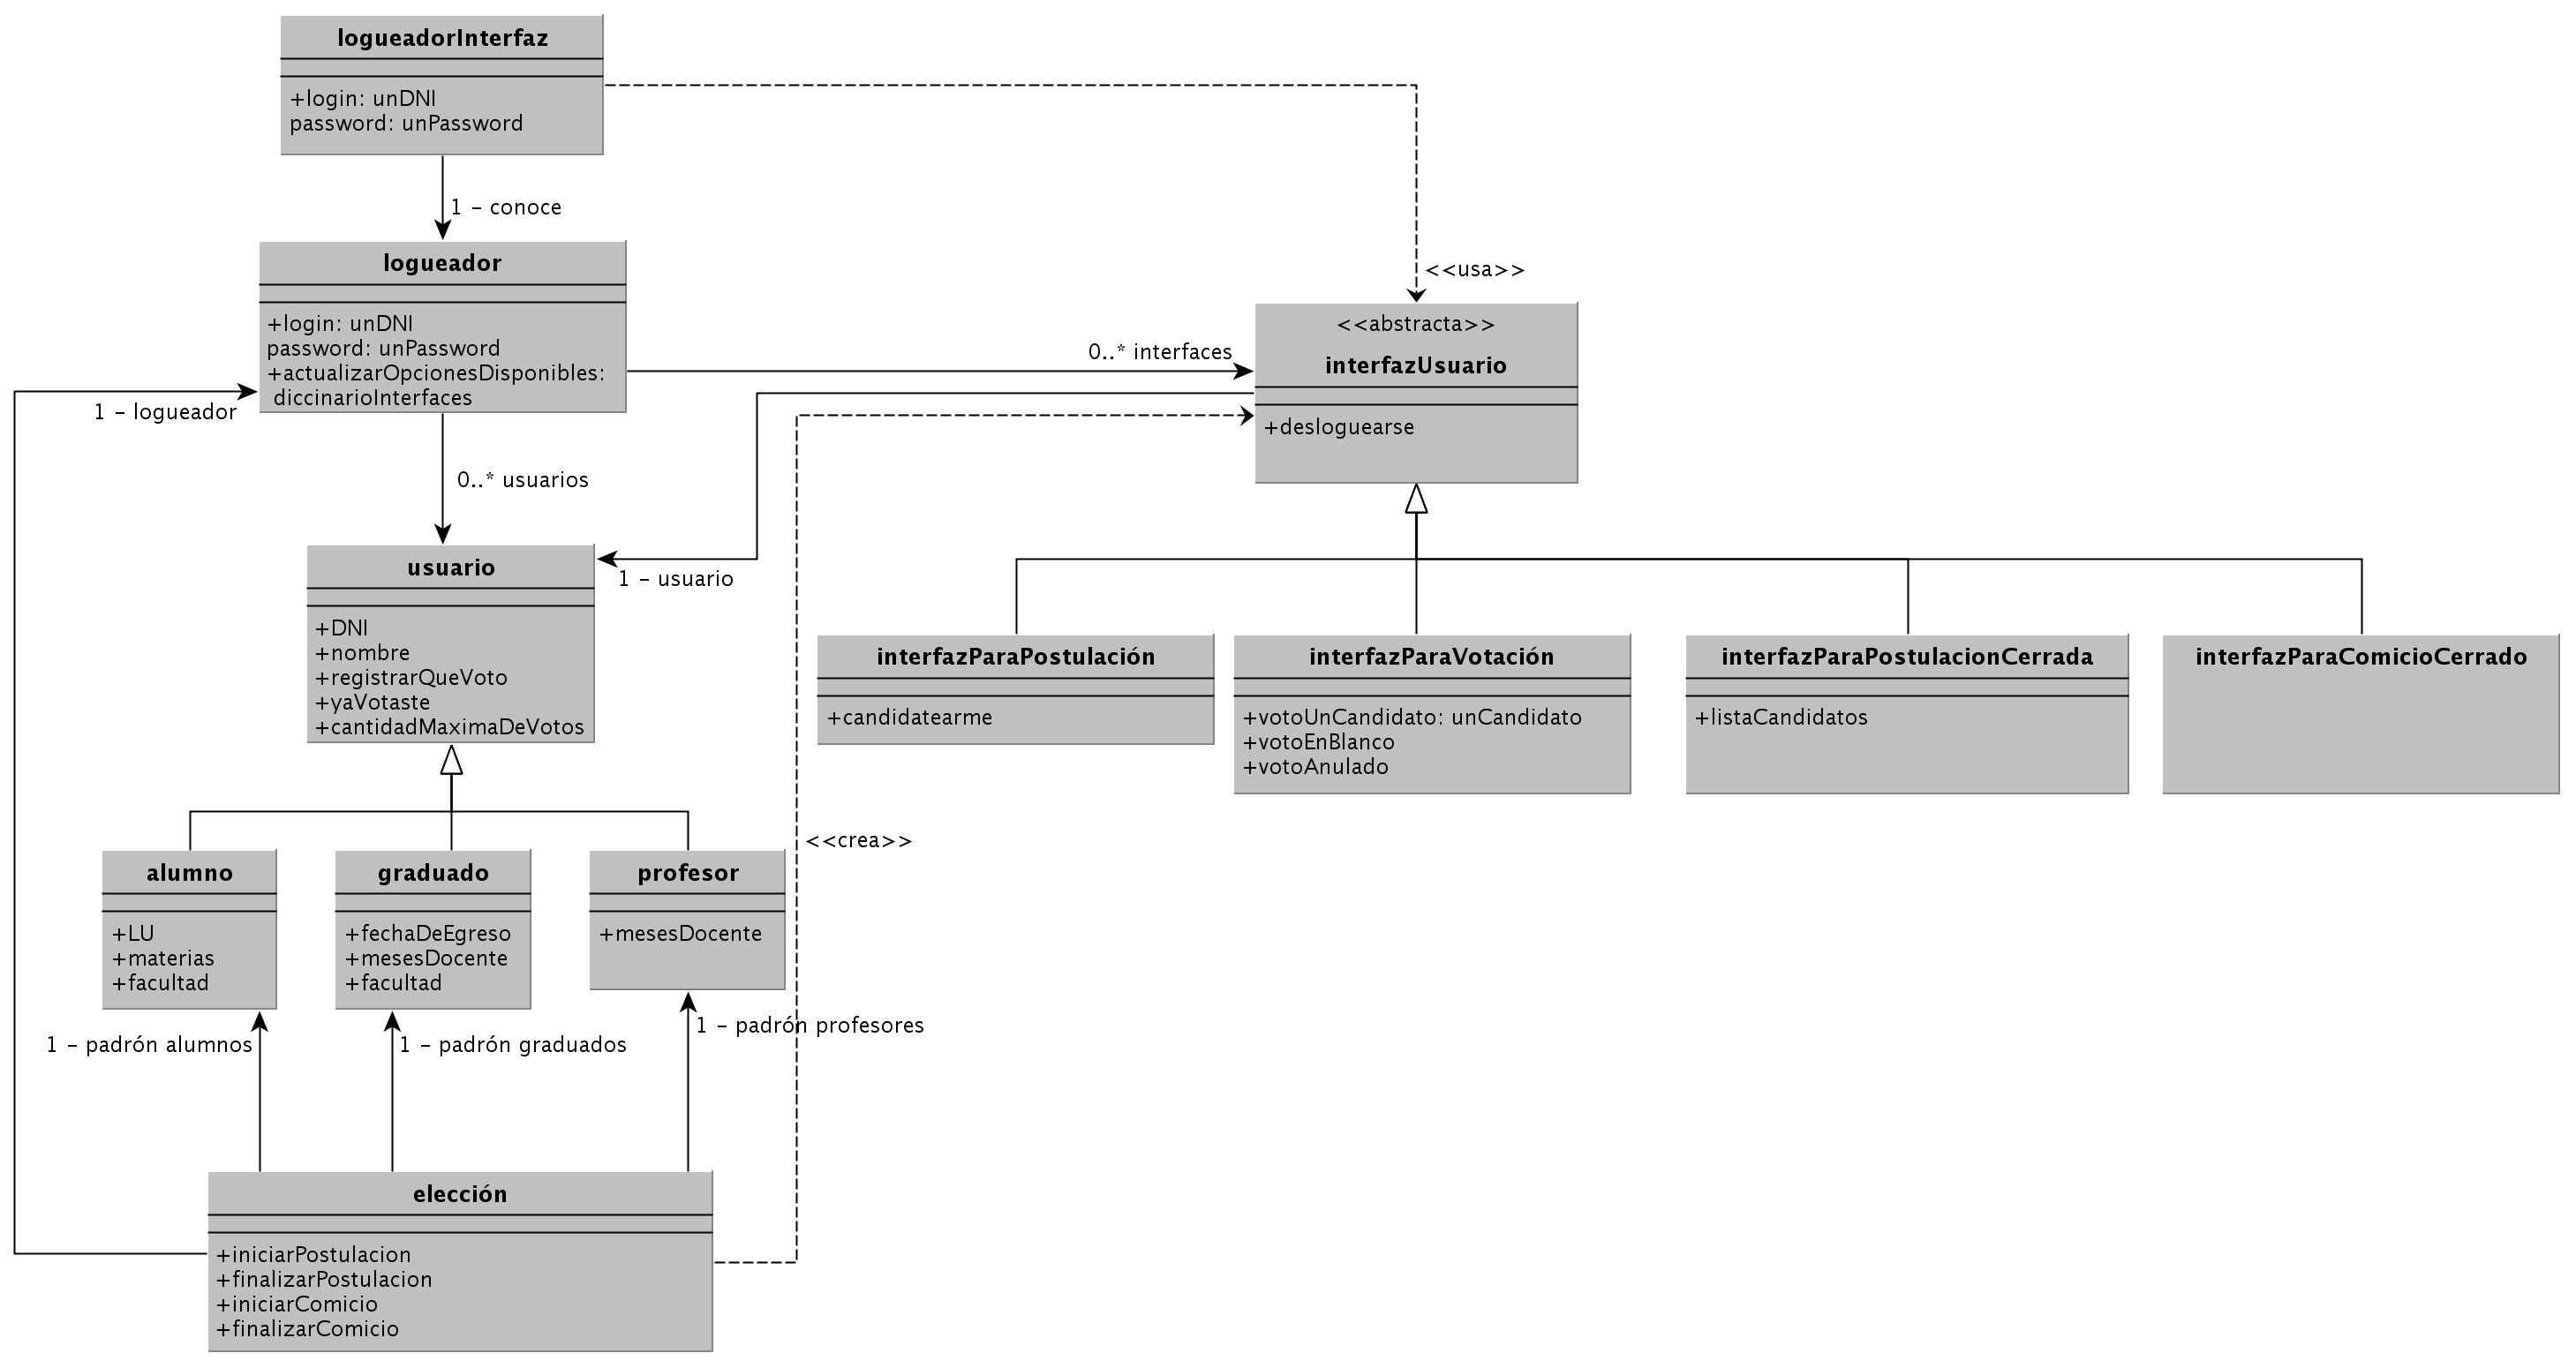 logueadorInterfaz
+login: unDNI
password: unPassword
1 – conoce
<<usa>>
logueador
+login: unDNI
password: unPassword
+actualizarOpcionesDisponibles:
diccinarioInterfaces
1 – logueador
0..* interfaces
<<abstracta>>
interfazUsuario
+desloguearse
0..* usuarios
1 – usuario
usuario
+DNI
+nombre
+registrarQueVoto
+yaVotaste
+cantidadMaximaDeVotos
interfazParaPostulación
+candidatearme
interfazParaVotación
+votoUnCandidato: unCandidato
+votoEnBlanco
+votoAnulado
interfazParaPostulacionCerrada
+listaCandidatos
interfazParaComicioCerrado
<<crea>>
alumno
+LU
+materias
+facultad
graduado
+fechaDeEgreso
+mesesDocente
+facultad
profesor
+mesesDocente
1 – padrón alumnos
1 – padrón graduados
1 – padrón profesores
elección
+iniciarPostulacion
+finalizarPostulacion
+iniciarComicio
+finalizarComicio